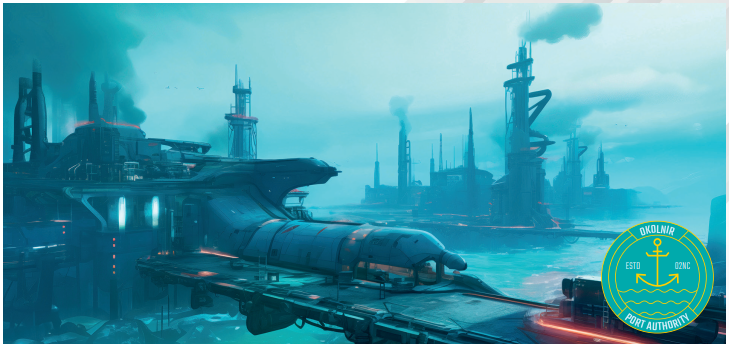 OKOLNIR
ESTD 02NC
PORT AUTHORITY